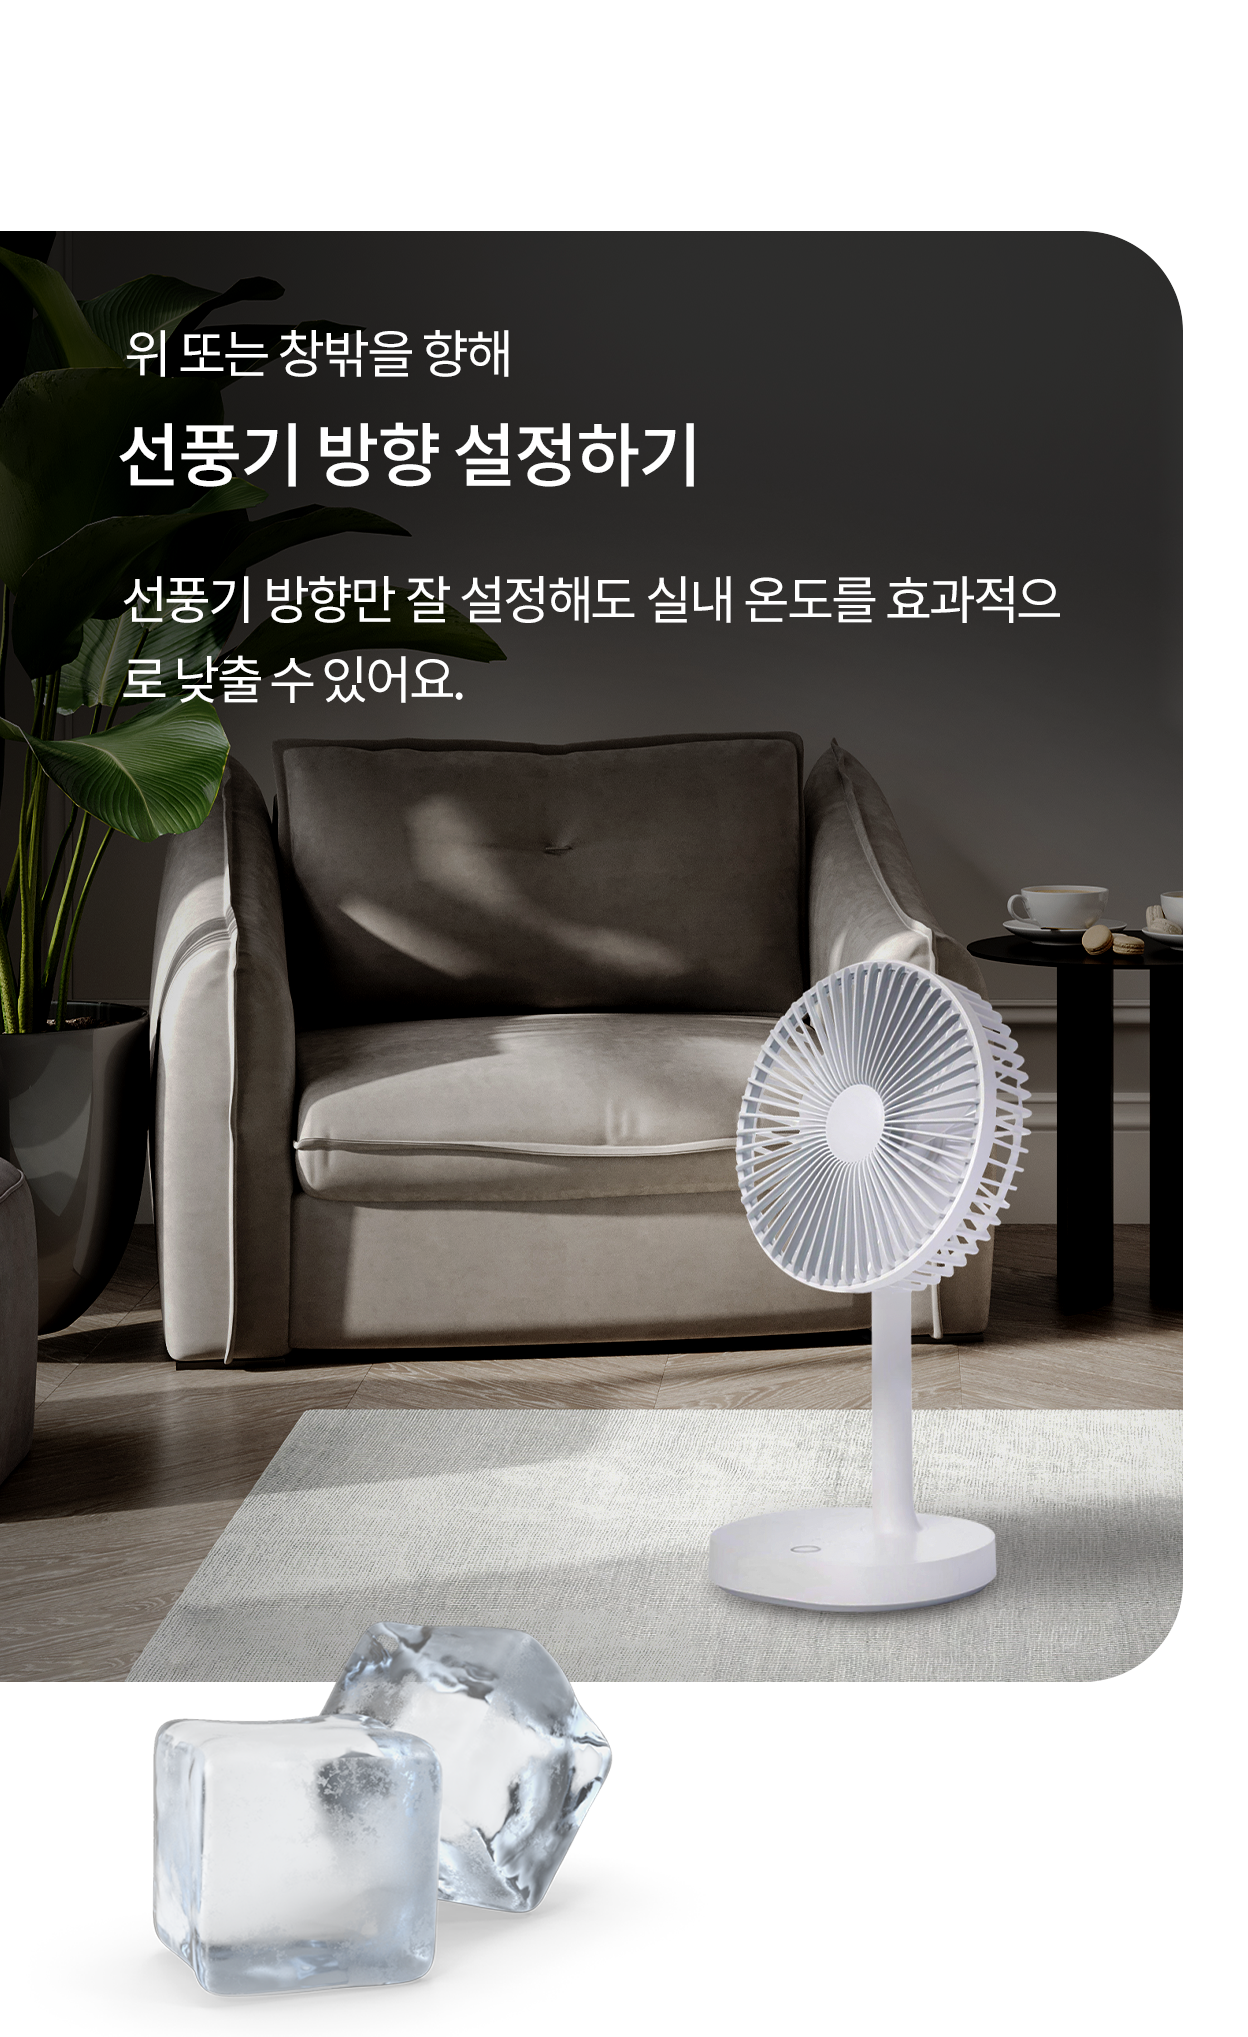 위 또는 창밖을 향해
선풍기 방향 설정하기
선풍기 방향만 잘 설정해도 실내 온도를 효과적으
로 낮출 수 있어요.